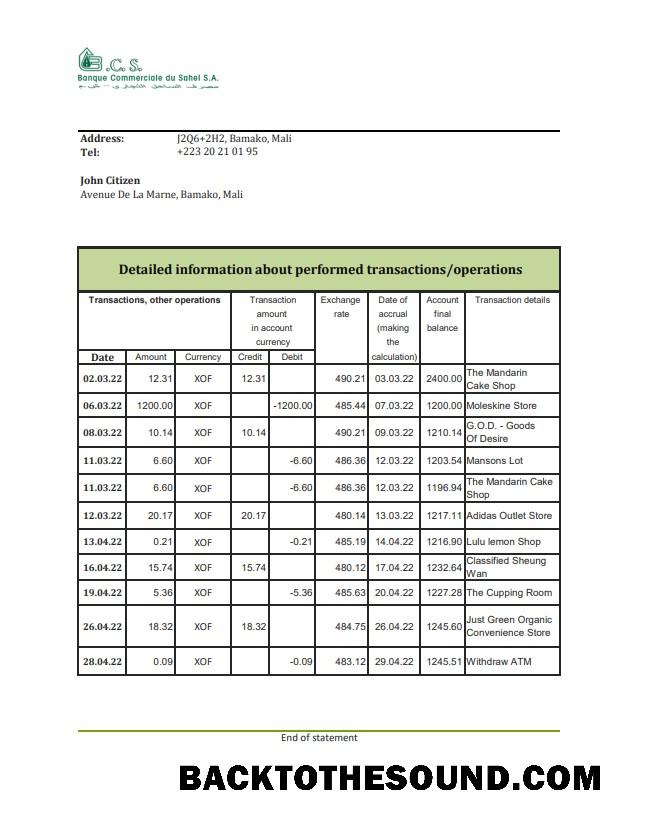 B.C.S.
Banque Commerciale du Sahel S.A.
Address: J2Q6+2H2, Bamako, Mali
Tel: +223 20 21 01 95
John Citizen
Avenue De La Marne, Bamako, Mali
Detailed information about performed transactions/operations
Transactions, other operations
Transaction
amount
in account
currency
Exchange
rate
Date of
accrual
(making
the
calculation)
Account
final
balance
Transaction details
Date Amount Currency Credit Debit
02.03.22 12.31 XOF 12.31 490.21 03.03.22 2400.00 The Mandarin
Cake Shop
06.03.22 1200.00 XOF -1200.00 485.44 07.03.22 1200.00 Moleskine Store
08.03.22 10.14 XOF 10.14 490.21 09.03.22 1210.14 G.O.D. - Goods
Of Desire
11.03.22 6.60 XOF -6.60 486.36 12.03.22 1203.54 Mansons Lot
11.03.22 6.60 XOF -6.60 486.36 12.03.22 1196.94 The Mandarin Cake
Shop
12.03.22 20.17 XOF 20.17 480.14 13.03.22 1217.11 Adidas Outlet Store
13.04.22 0.21 XOF -0.21 485.19 14.04.22 1216.90 Lulu lemon Shop
16.04.22 15.74 XOF 15.74 480.12 17.04.22 1232.64 Classified Sheung
Wan
19.04.22 5.36 XOF -5.36 485.63 20.04.22 1227.28 The Cupping Room
26.04.22 18.32 XOF 18.32 484.75 26.04.22 1245.60 Just Green Organic
Convenience Store
28.04.22 0.09 XOF -0.09 483.12 29.04.22 1245.51 Withdraw ATM
End of statement
BACKTOTHESOUND.COM